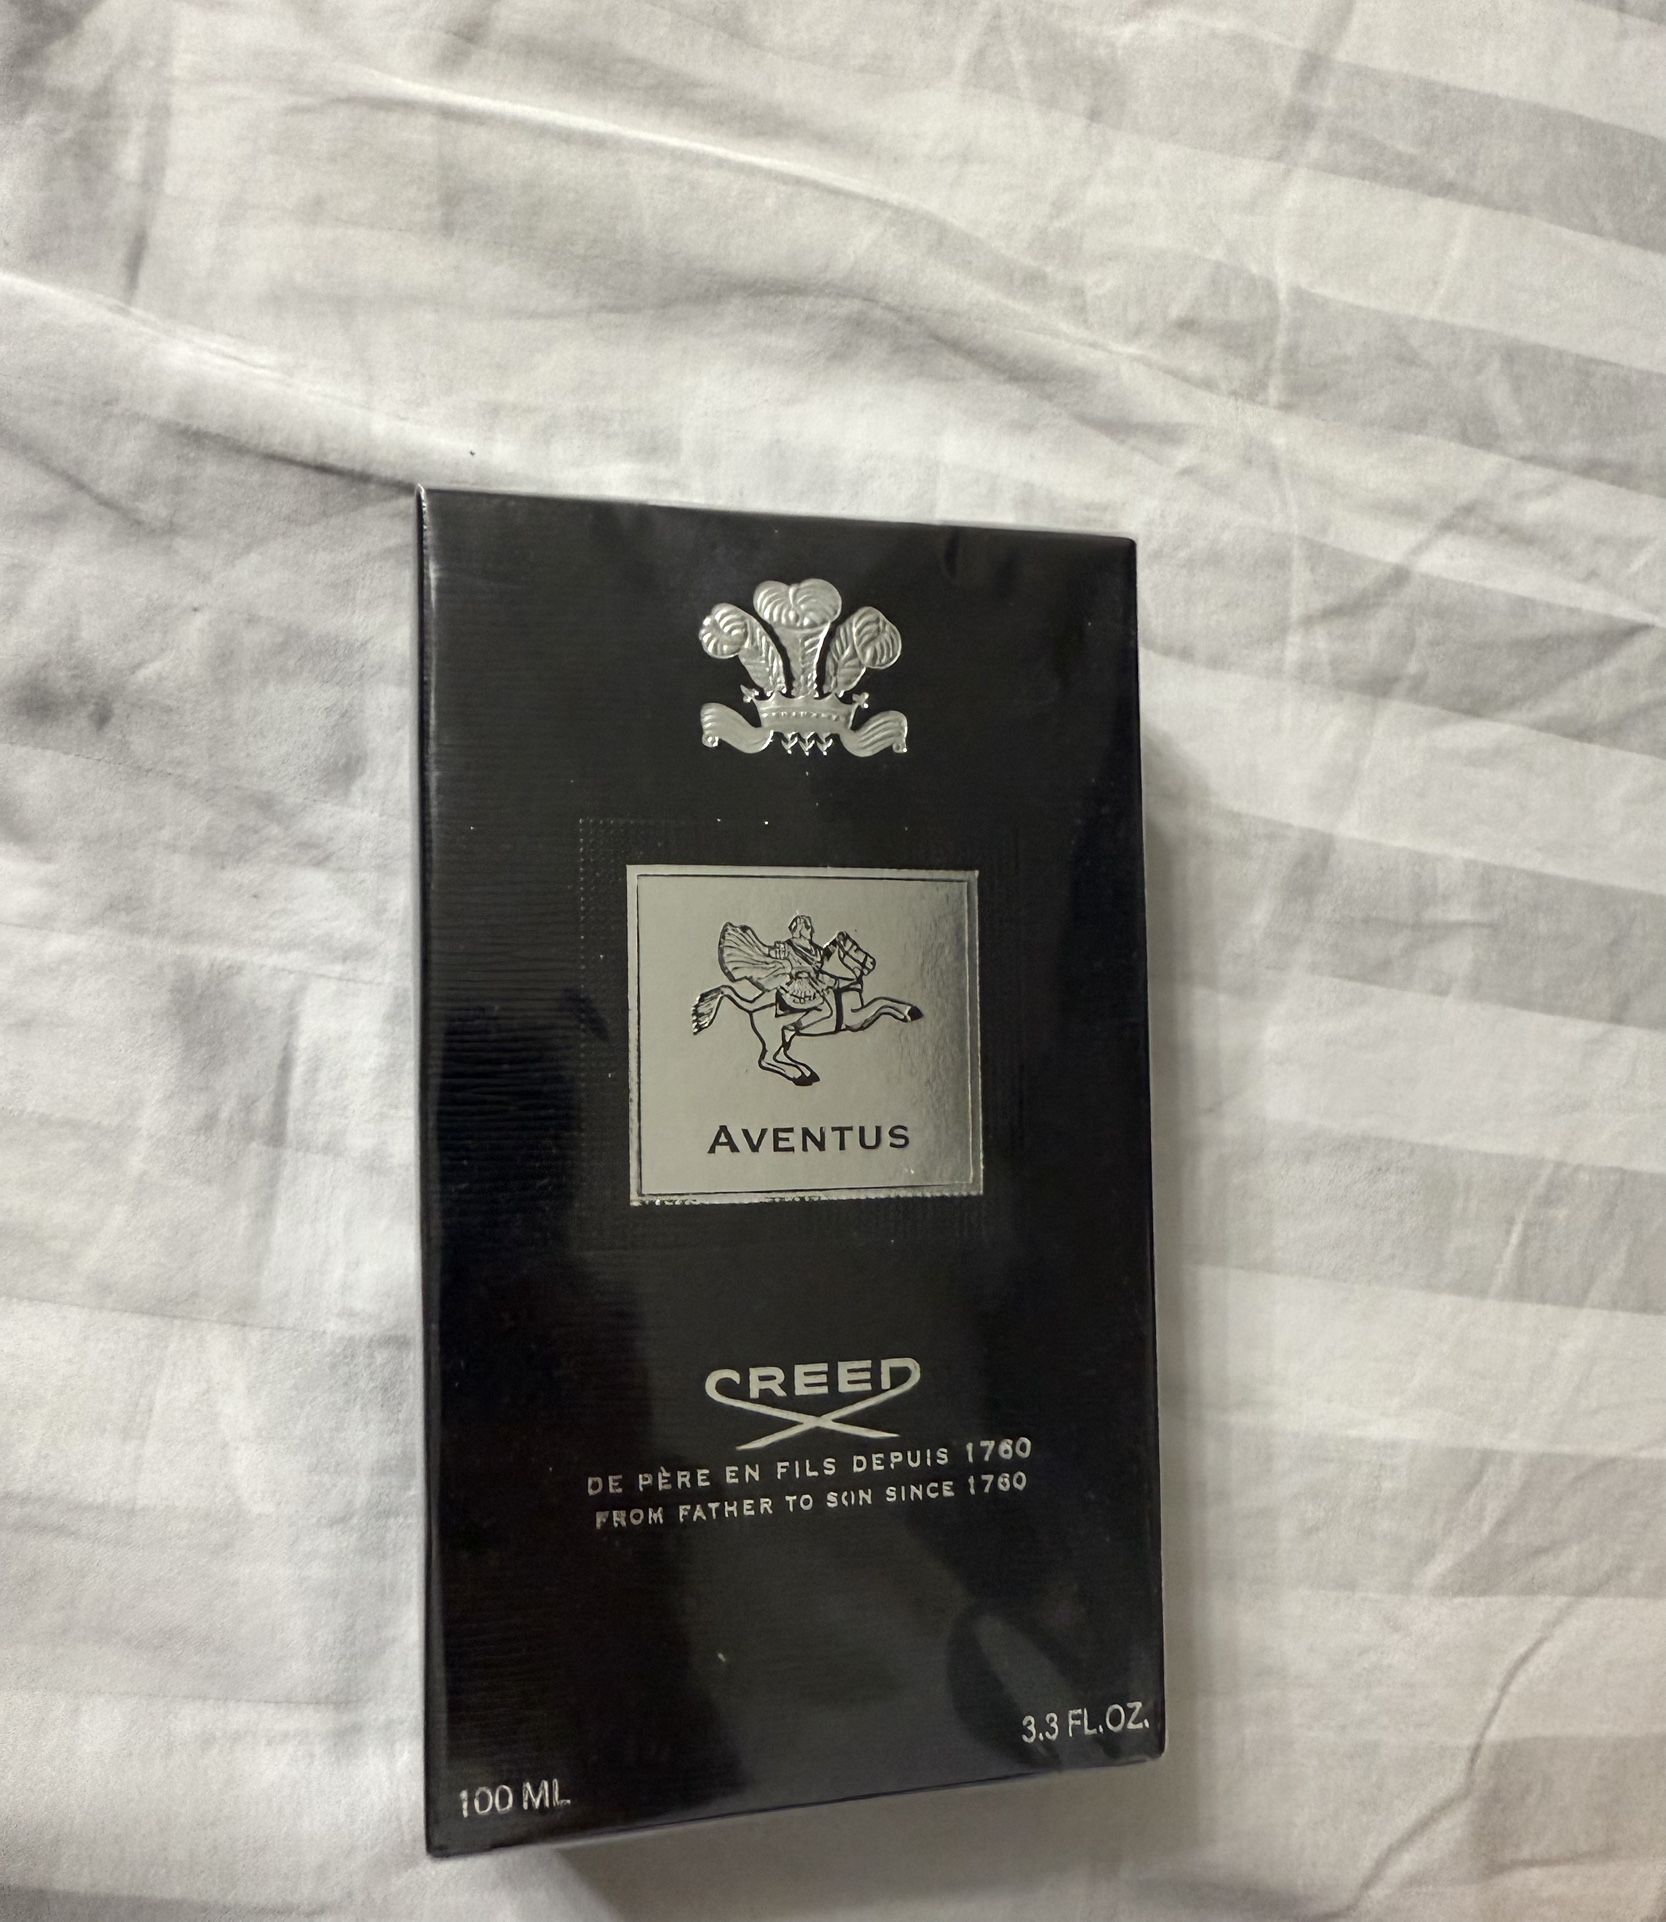 AVENTUS
CREED
DE PÈRE EN FILS DEPUIS 1760
FROM FATHER TO SON SINCE 1760
3.3 FL.OZ.
100 ML